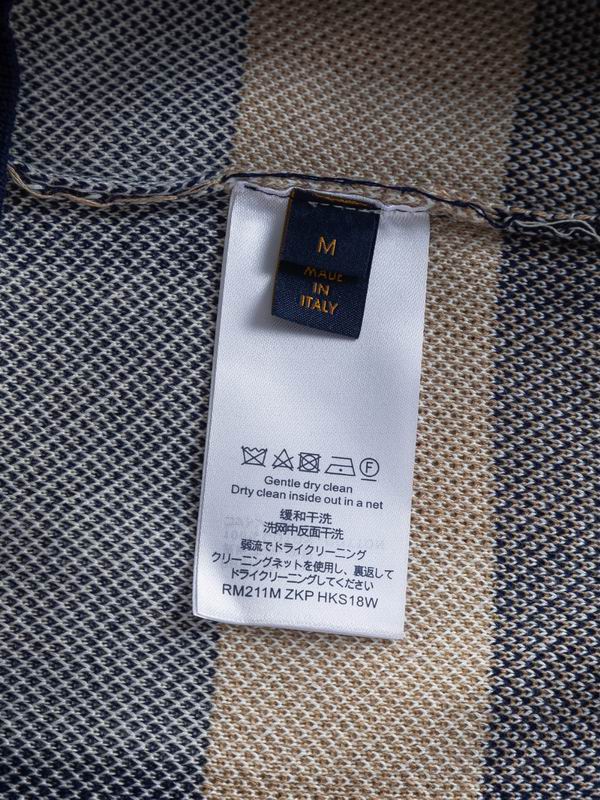 M
MADE
IN
ITALY
F
Gentle dry clean
Drty clean inside out in a net
缓和干洗
洗网中反面干洗
弱流でドライクリーニング
クリーニングネットを使用し、裏返して
ドライクリーニングしてください
RM211M ZKP HKS18W